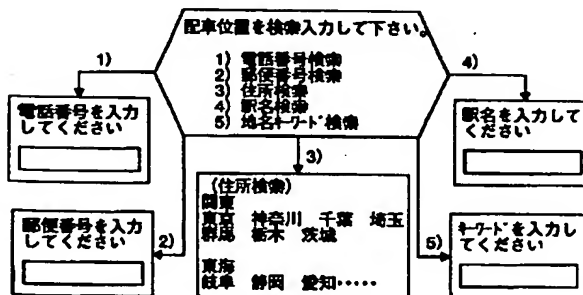 配車位置を検索入力して下さい。
1) 電話番号検索
2) 郵便番号検索
3) 住所検索
4) 駅名検索
5) 地名キーワード検索
1)
4)
電話番号を入力
してください
駅名を入力して
ください
3)
(住所検索)
関東
東京 神奈川 千葉 埼玉
群馬 栃木 茨城
東海
岐阜 静岡 愛知・・・・・
郵便番号を入力
してください
2)
5)
キーワードを入力し
てください